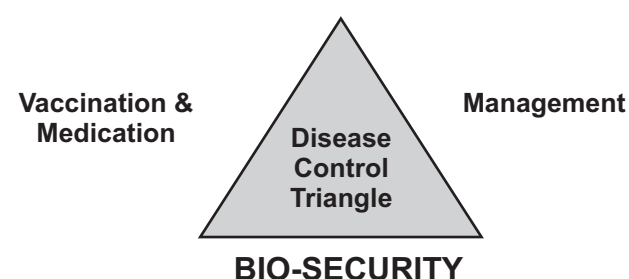 Vaccination &
Medication
Management
Disease
Control
Triangle
BIO-SECURITY